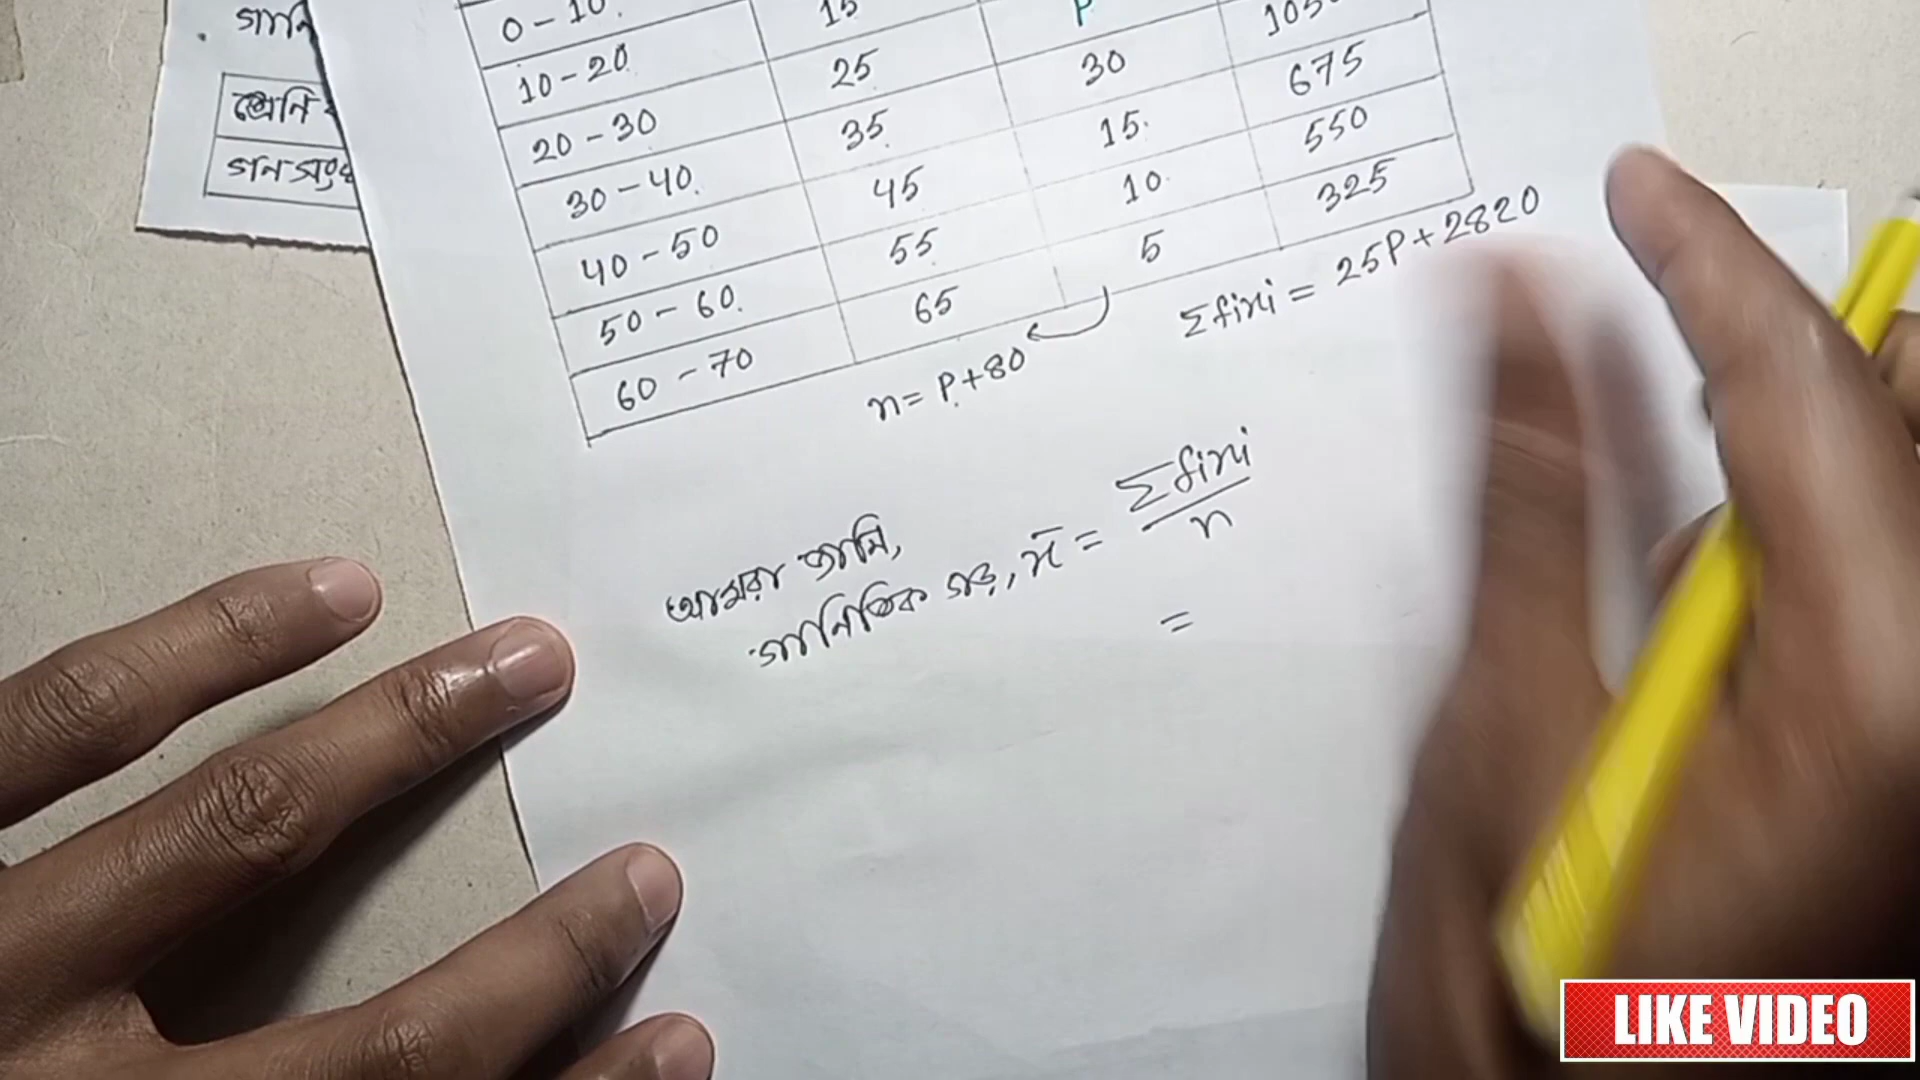 গানি
শ্রেণি
গনসংখ্য
0 - 10 15 P 105
10 - 20 25 30 675
20 - 30 35 15 550
30 - 40 45 10 325
40 - 50 55 5
50 - 60 65
60 - 70
n = P + 80
Σfixi = 25P + 2820
আমরা জানি,
গানিতিক গড়, x̄ = Σfixi / n
=
LIKE VIDEO